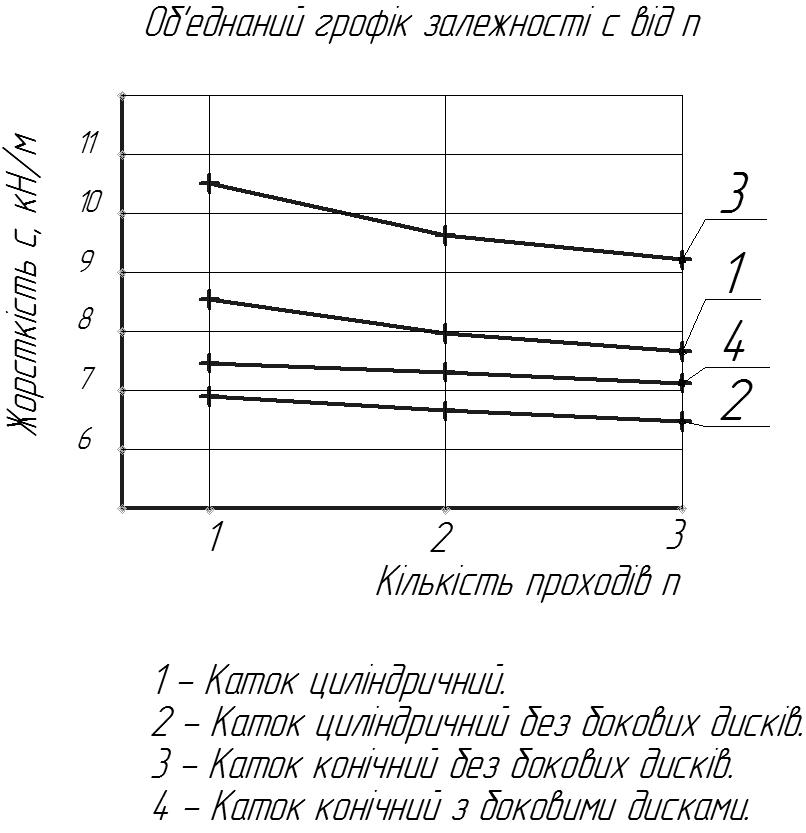 Об'еднаний грофік залежності с від n
Жорсткість с, кН/м
11
10
9
8
7
6
3
1
4
2
1
2
3
Кількість проходів n
1 – Каток циліндричний.
2 – Каток циліндричний без бокових дисків.
3 – Каток конічний без бокових дисків.
4 – Каток конічний з боковими дисками.